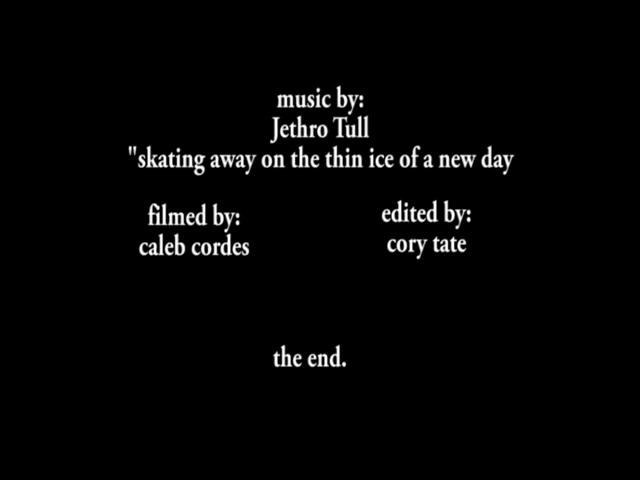 music by:
Jethro Tull
"skating away on the thin ice of a new day
filmed by:
caleb cordes
edited by:
cory tate
the end.